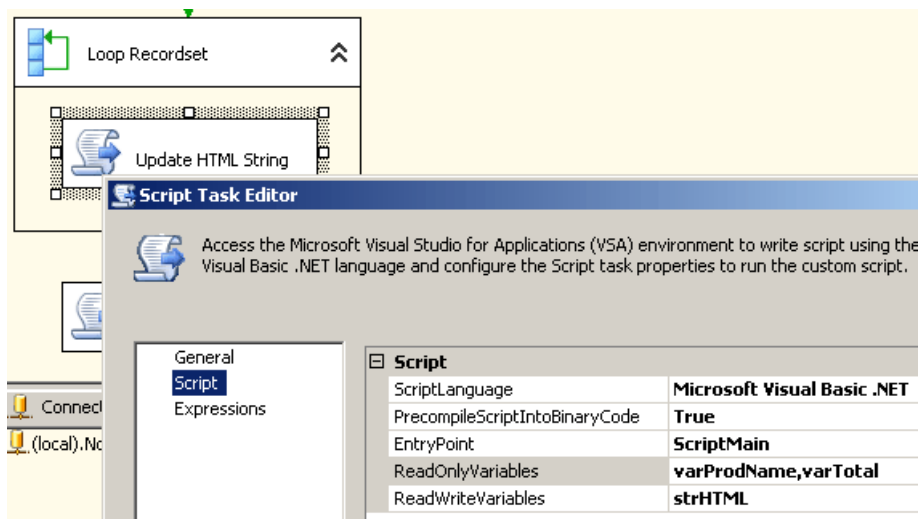 Loop Recordset
Update HTML String
Script Task Editor
Access the Microsoft Visual Studio for Applications (VSA) environment to write script using the
Visual Basic .NET language and configure the Script task properties to run the custom script.
General
Script
Expressions
Script
ScriptLanguage Microsoft Visual Basic .NET
PrecompileScriptIntoBinaryCode True
EntryPoint ScriptMain
ReadOnlyVariables varProdName,varTotal
ReadWriteVariables strHTML
Connect
(local).No